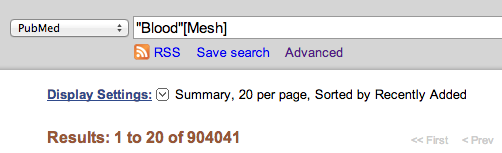 PubMed "Blood"[Mesh]
RSS Save search Advanced
Display Settings: Summary, 20 per page, Sorted by Recently Added
Results: 1 to 20 of 904041 << First < Prev